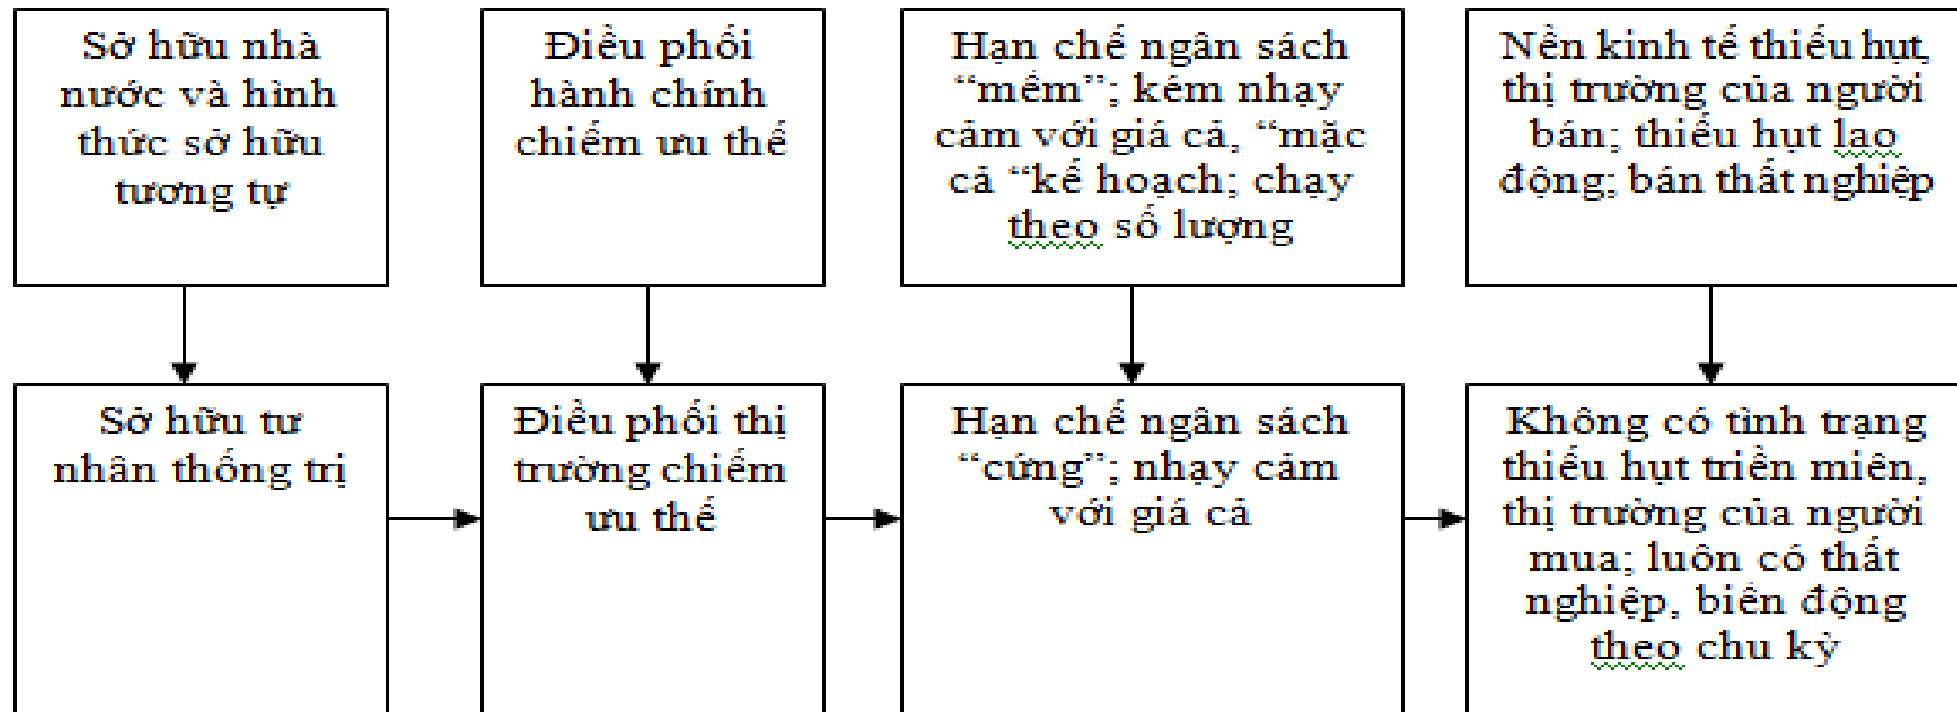 Sở hữu nhà
nước và hình
thức sở hữu
tương tự
Điều phối
hành chính
chiếm ưu thế
Hạn chế ngân sách
“mềm”; kém nhạy
cảm với giá cả, “mặc
cả “kế hoạch; chạy
theo số lượng
Nền kinh tế thiếu hụt,
thị trường của người
bán; thiếu hụt lao
động; bán thất nghiệp
Sở hữu tư
nhân thống trị
Điều phối thị
trường chiếm
ưu thế
Hạn chế ngân sách
“cứng”; nhạy cảm
với giá cả
Không có tình trạng
thiếu hụt triền miên,
thị trường của người
mua; luôn có thất
nghiệp, biến động
theo chu kỳ